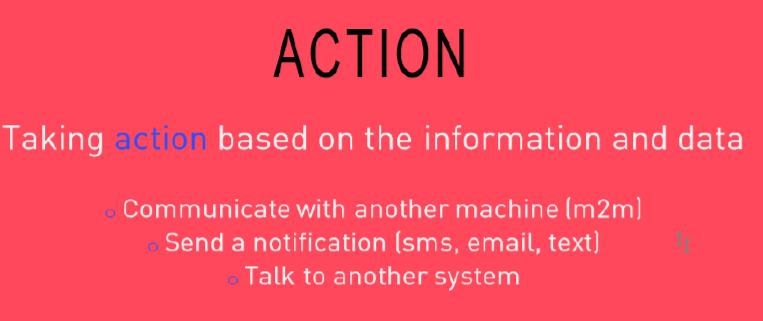 ACTION
Taking action based on the information and data
○ Communicate with another machine (m2m)
○ Send a notification (sms, email, text)
○ Talk to another system